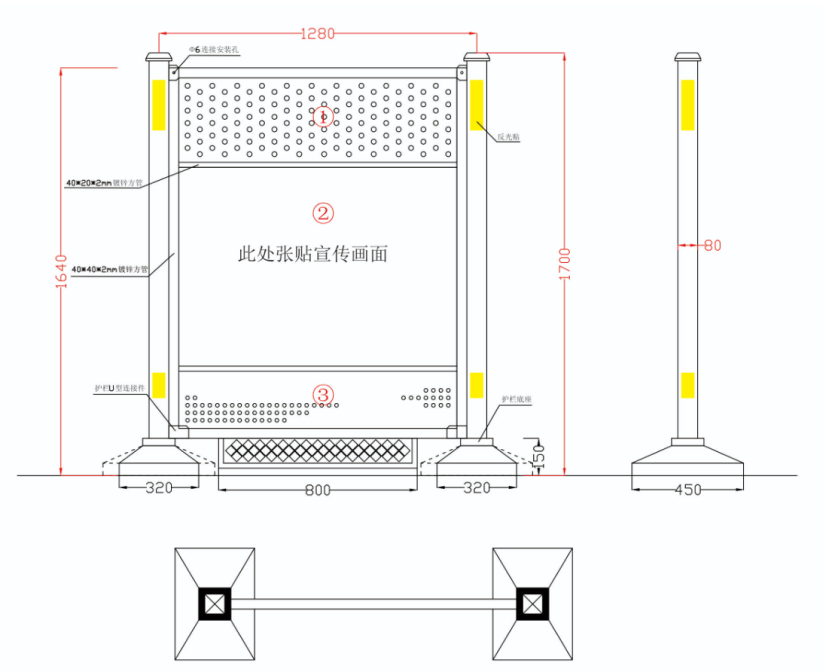 1280
Φ6连接安装孔
①
反光贴
40*20*2mm镀锌方管
②
此处张贴宣传画面
40*40*2mm镀锌方管
1640
1700
80
护栏U型连接件
③
护栏底座
150
320
800
320
450